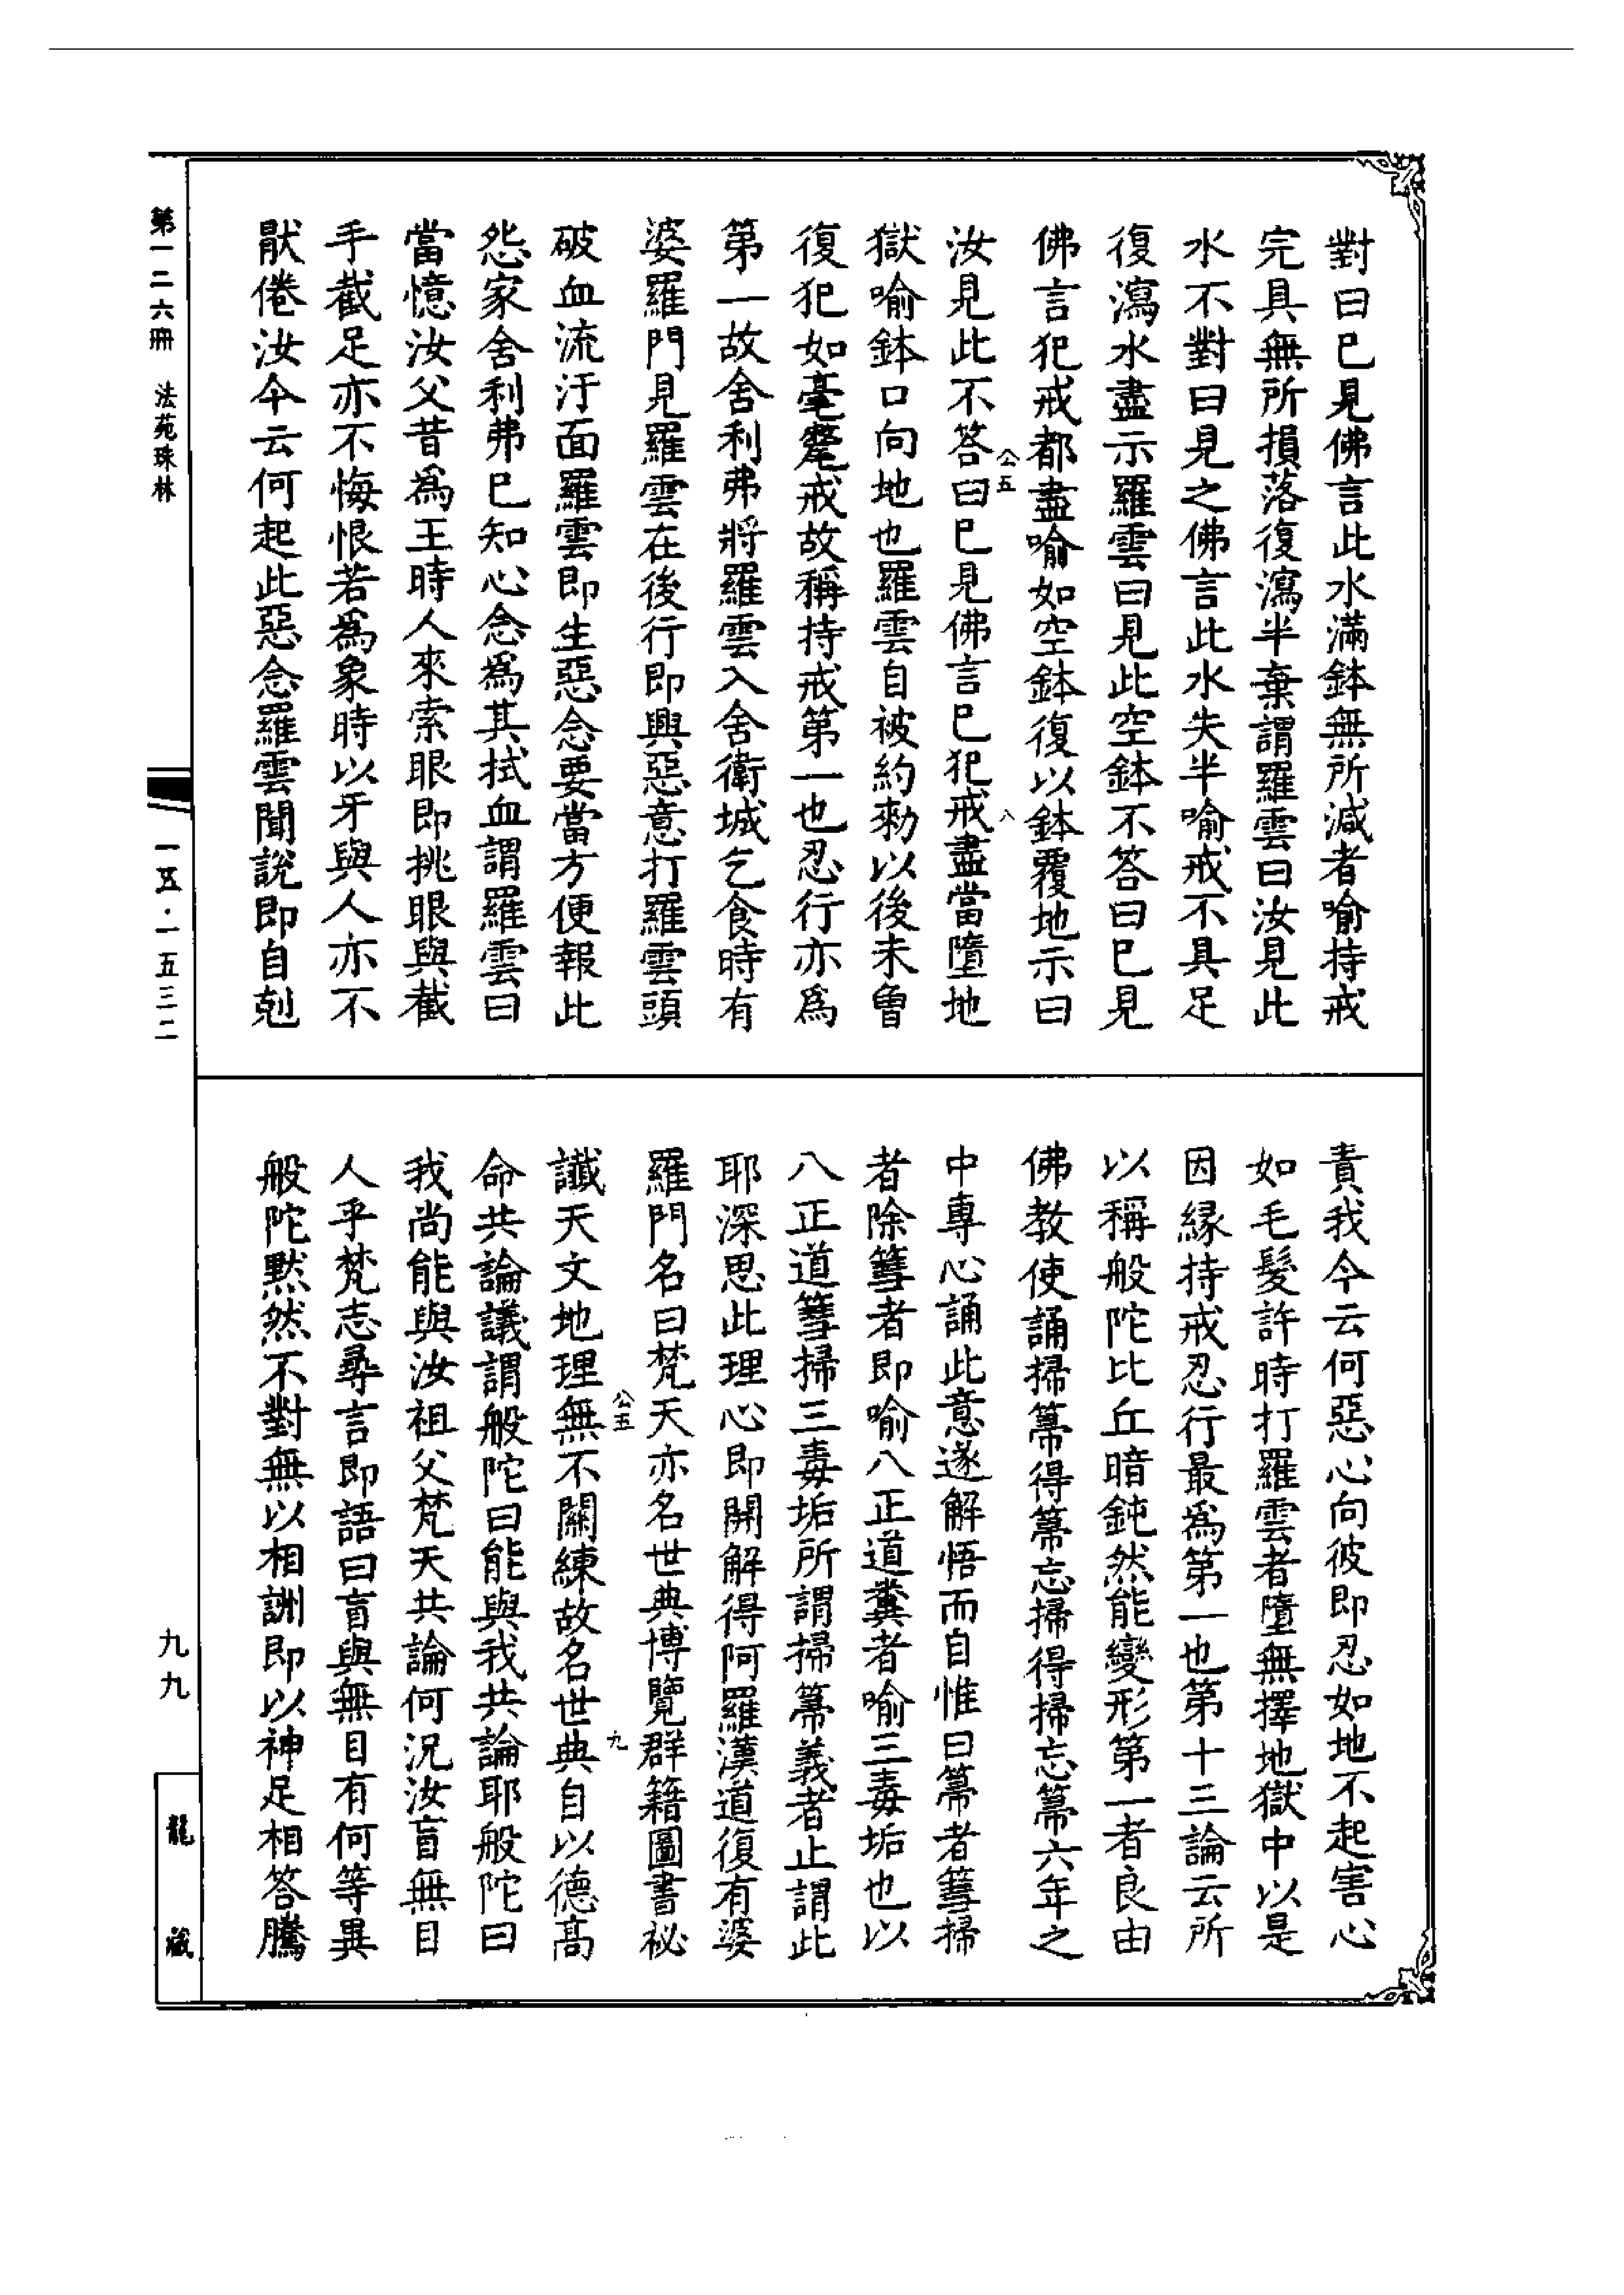 對曰巳見佛言此水滿鉢無所減者喻持戒
完具無所損落復瀉半棄謂羅雲曰汝見此
水不對曰見之佛言此水失半喻戒不具足
復瀉水盡示羅雲曰見此空鉢不答曰巳見
佛言犯戒都盡喻如空鉢復以鉢覆地示曰
公五
八
汝見此不答曰巳見佛言巳犯戒盡當墮地
獄喻鉢口向地也羅雲自被約勑以後未曾
復犯如毫氂戒故稱持戒第一也忍行亦爲
第一故舍利弗將羅雲入舍衛城乞食時有
婆羅門見羅雲在後行即興惡意打羅雲頭
破血流汙面羅雲即生惡念要當方便報此
怨家舍利弗巳知心念爲其拭血謂羅雲曰
當憶汝父昔爲王時人來索眼即挑眼與截
手截足亦不悔恨若爲象時以牙與人亦不
猒倦汝今云何起此惡念羅雲聞說即自剋
責我今云何惡心向彼即忍如地不起害心
如毛髮許時打羅雲者墮無擇地獄中以是
因縁持戒忍行最爲第一也第十三論云所
以稱般陀比丘暗鈍然能變形第一者良由
佛教使誦掃箒得箒忘掃得掃忘箒六年之
中專心誦此意遂解悟而自惟曰箒者篲掃
者除篲者即喻八正道糞者喻三毒垢也以
八正道篲掃三毒垢所謂掃箒義者止謂此
耶深思此理心即開解得阿羅漢道復有婆
羅門名曰梵天亦名世典博覽群籍圖書祕
公五
九
讖天文地理無不關練故名世典自以德高
命共論議謂般陀曰能與我共論耶般陀曰
我尚能與汝祖父梵天共論何況汝盲無目
人乎梵志尋言即語曰盲與無目有何等異
般陀默然不對無以相詶即以神足相答騰
第一二六冊 法苑珠林
一五·一五三二
九九
龍藏